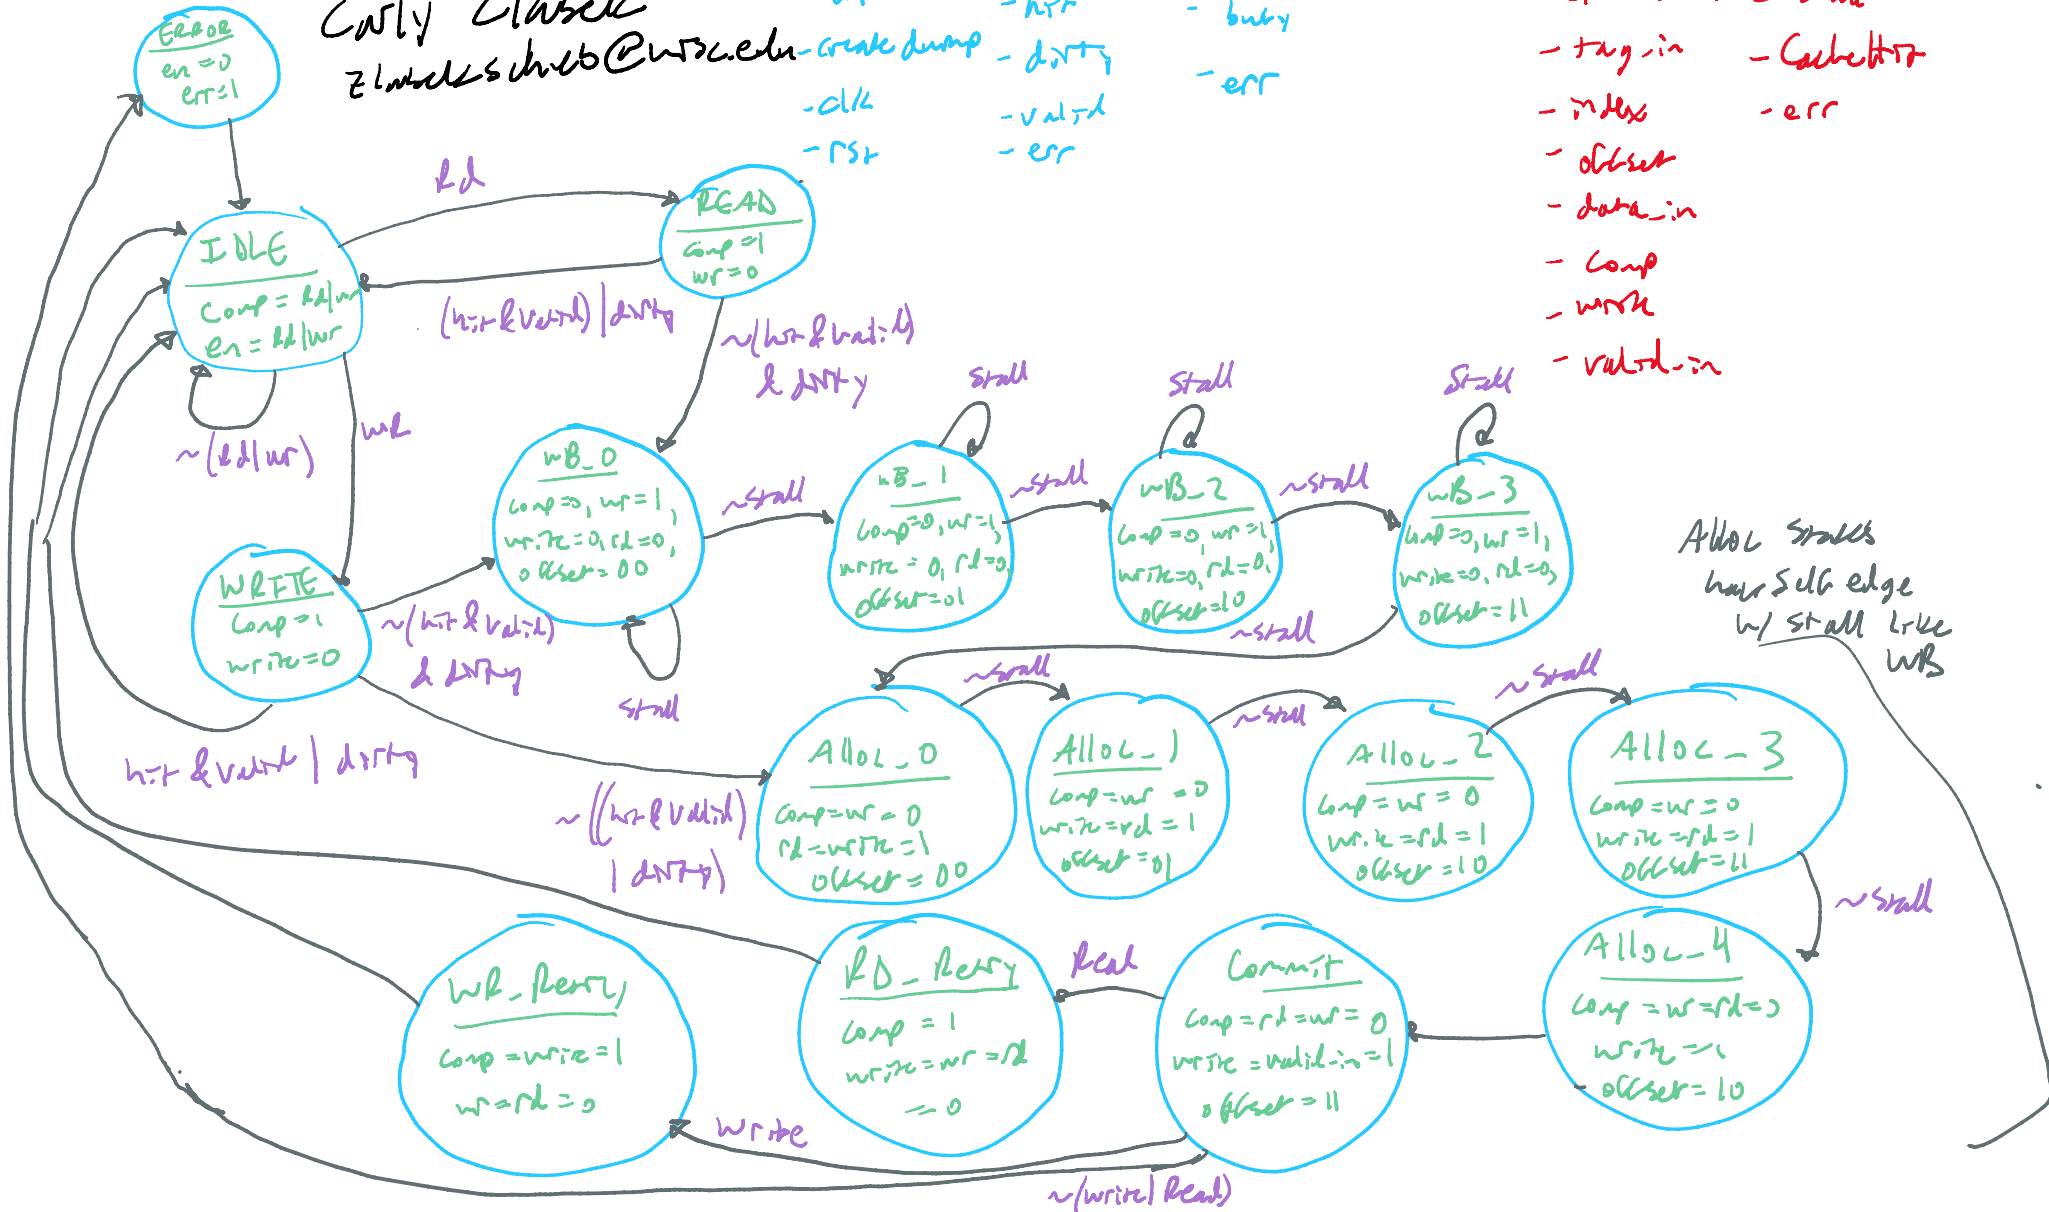 zlabekschieb@wisc.edu
- createdump
- clk
- rst
- hit
- dirty
- valid
- err
- busy
- err
- tag_in
- index
- offset
- data_in
- comp
- write
- valid_in
- CacheHit
- err
ERROR
en = 0
err = 1
Rd
READ
comp = 1
wr = 0
IDLE
Comp = Rd|wr
en = Rd|wr
(hit & valid) | dirty
~(hit & valid)
& dirty
~(Rd|wr)
WR
WB_0
comp=0, wr=1,
write=0, rd=0,
offset=00
stall
~stall
stall
WB_1
comp=0, wr=1,
write=0, rd=0,
offset=01
~stall
stall
WB_2
comp=0, wr=1,
write=0, rd=0,
offset=10
~stall
stall
WB_3
comp=0, wr=1,
write=0, rd=0,
offset=11
~stall
Alloc states
have self edge
w/ stall like
WB
WRITE
comp=1
write=0
~(hit & valid)
& dirty
hit & valid | dirty
~((hit & valid)
| dirty)
Alloc_0
comp=wr=0
rd=write=1
offset=00
~stall
Alloc_1
comp=wr=0
write=rd=1
offset=01
~stall
Alloc_2
comp=wr=0
write=rd=1
offset=10
~stall
Alloc_3
comp=wr=0
write=rd=1
offset=11
~stall
Alloc_4
comp=wr=rd=0
write=1
offset=10
Commit
comp=rd=wr=0
write=valid_in=1
offset=11
Read
RD_Retry
comp=1
write=wr=rd
=0
WR_Retry
comp=write=1
wr=rd=0
write
~(write|Read)